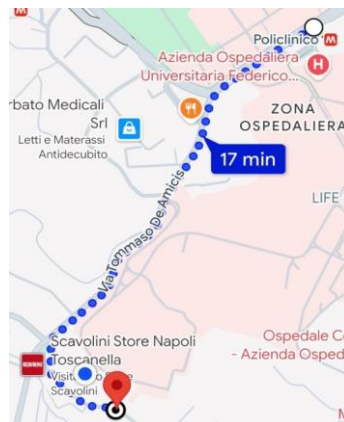 Policlinico
M
Azienda Ospedaliera
Universitaria Federico...
H
rbato Medicali
Srl
Letti e Materassi
Antidecubito
ZONA
OSPEDALIERA
17 min
LIFE
Via Tommaso De Amicis
Scavolini Store Napoli
Toscanella
Scavolini
Ospedale Co
- Azienda Osped